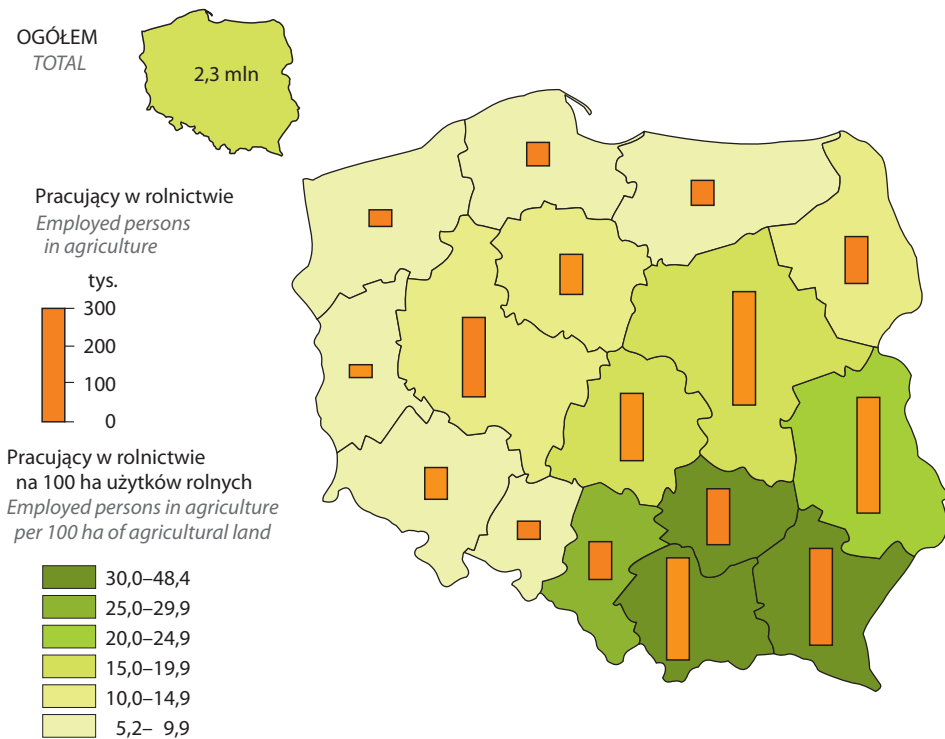 OGÓŁEM
TOTAL
2,3 mln
Pracujący w rolnictwie
Employed persons
in agriculture
tys.
300
200
100
0
Pracujący w rolnictwie
na 100 ha użytków rolnych
Employed persons in agriculture
per 100 ha of agricultural land
30,0–48,4
25,0–29,9
20,0–24,9
15,0–19,9
10,0–14,9
5,2– 9,9